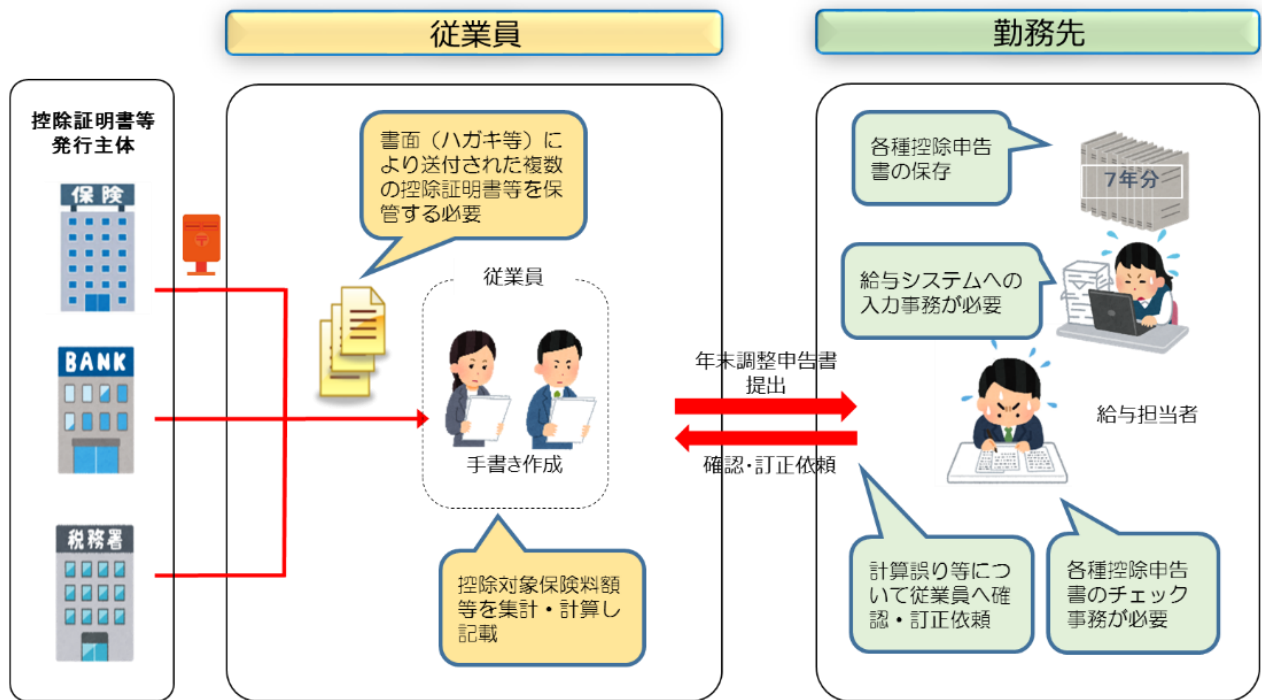 従業員
勤務先
控除証明書等
発行主体
保険
BANK
税務署
書面（ハガキ等）に
より送付された複数
の控除証明書等を保
管する必要
従業員
手書き作成
控除対象保険料額
等を集計・計算し
記載
年末調整申告書
提出
確認・訂正依頼
各種控除申告
書の保存
7年分
給与システムへの
入力事務が必要
給与担当者
計算誤り等につ
いて従業員へ確
認・訂正依頼
各種控除申告
書のチェック
事務が必要